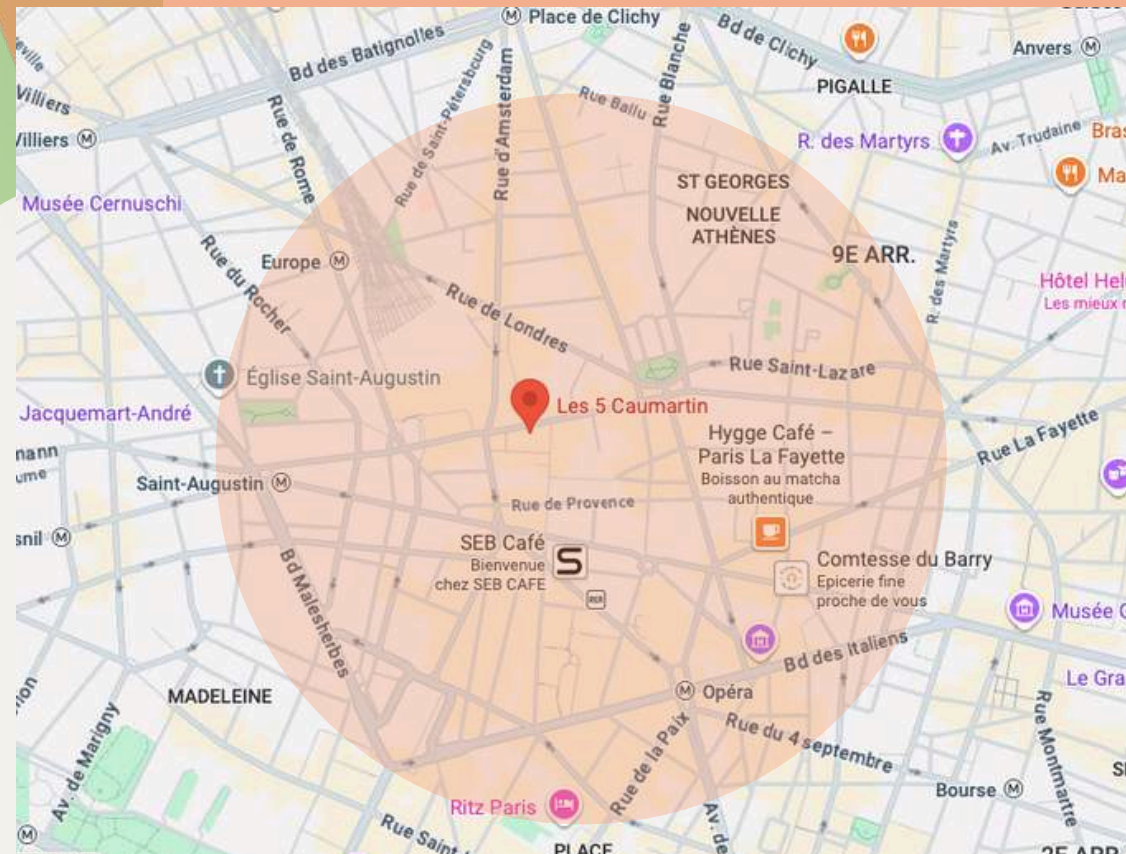 Place de Clichy
Bd des Batignolles
Bd de Clichy
Anvers
PIGALLE
Villiers
Villiers
Rue de Rome
Rue de Saint-Pétersbourg
Rue d'Amsterdam
Rue Ballu
Rue Blanche
R. des Martyrs
Av. Trudaine
Musée Cernuschi
ST GEORGES
NOUVELLE
ATHÈNES
9E ARR.
R. des Martyrs
Europe
Rue du Rocher
Rue de Londres
Les mieux
Rue Saint-Lazare
Église Saint-Augustin
Jacquemart-André
Les 5 Caumartin
Hygge Café –
Paris La Fayette
Boisson au matcha
authentique
Rue La Fayette
Saint-Augustin
Rue de Provence
SEB Café
Bienvenue
chez SEB CAFE
S
RER
Comtesse du Barry
Epicerie fine
proche de vous
Musée
Bd Malesherbes
Bd des Italiens
MADELEINE
Opéra
Rue du 4 septembre
Rue de la Paix
Av. de Marigny
Rue Montmartre
Bourse
Ritz Paris
PLACE
Av. de
2E ARR